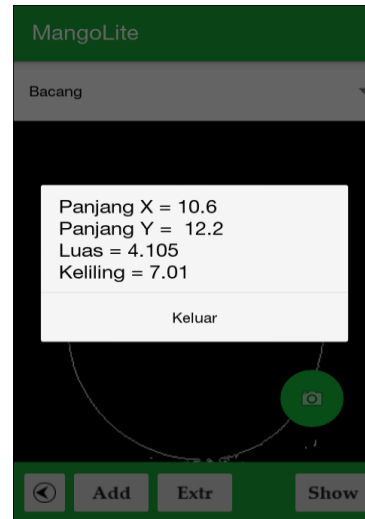 MangoLite
Bacang
Panjang X = 10.6
Panjang Y = 12.2
Luas = 4.105
Keliling = 7.01
Keluar
Add Extr Show